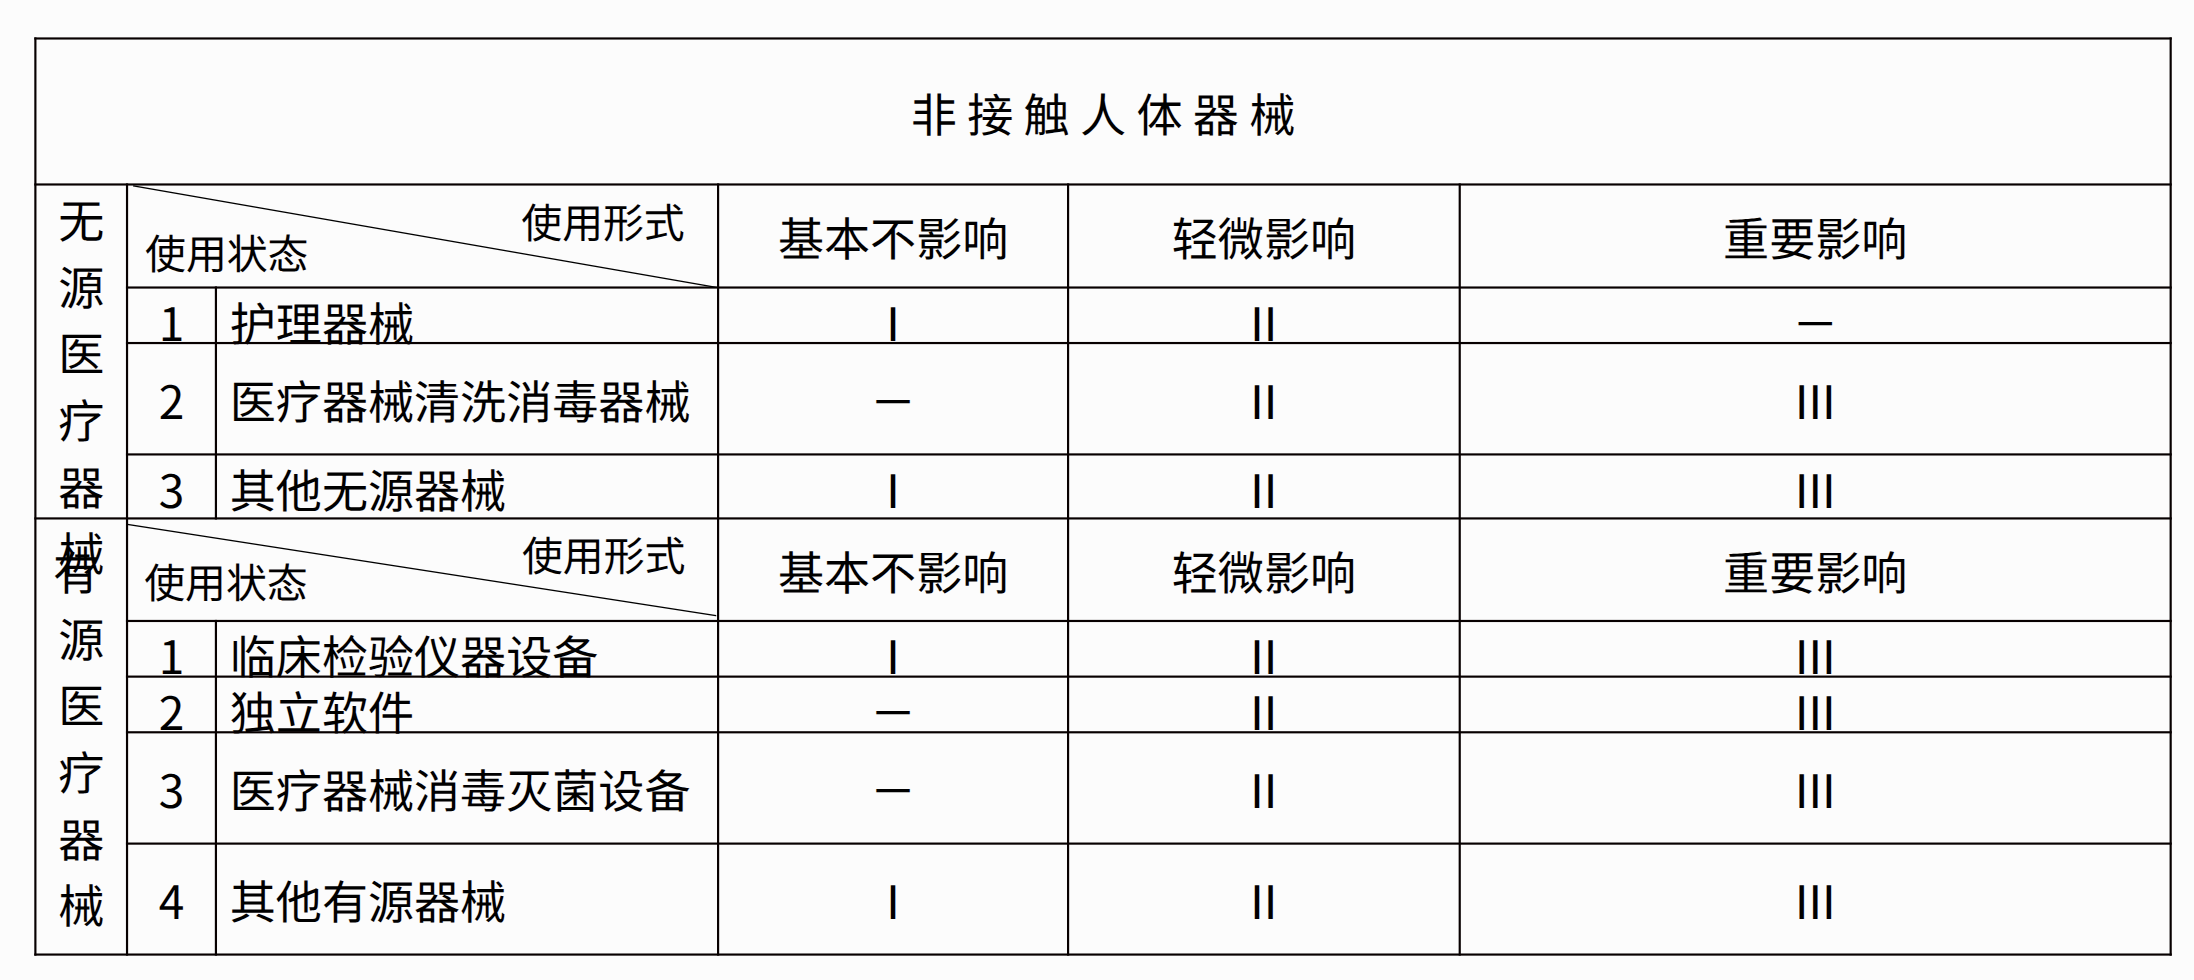 非接触人体器械
无源医疗器械
使用形式
使用状态
基本不影响
轻微影响
重要影响
1 护理器械 I II —
2 医疗器械清洗消毒器械 — II III
3 其他无源器械 I II III
有源医疗器械
使用形式
使用状态
基本不影响
轻微影响
重要影响
1 临床检验仪器设备 I II III
2 独立软件 — II III
3 医疗器械消毒灭菌设备 — II III
4 其他有源器械 I II III